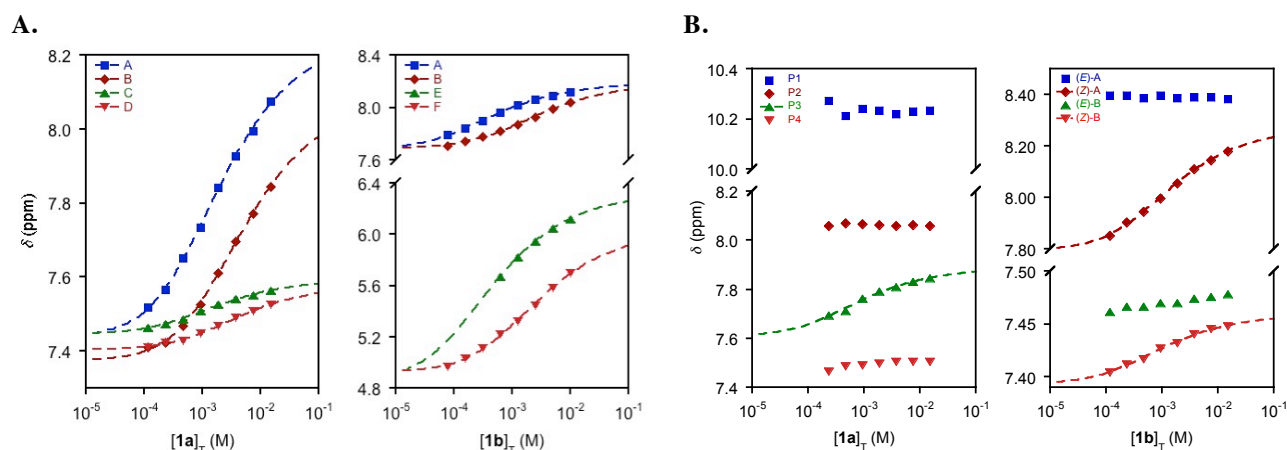 A.
B.
A
B
C
D
8.2
8.0
7.8
7.6
7.4
δ (ppm)
10⁻⁵ 10⁻⁴ 10⁻³ 10⁻² 10⁻¹
[1a]T (M)
A
B
E
F
8.4
8.0
7.6
6.4
6.0
5.6
5.2
4.8
10⁻⁵ 10⁻⁴ 10⁻³ 10⁻² 10⁻¹
[1b]T (M)
P1
P2
P3
P4
10.4
10.2
10.0
8.2
8.0
7.8
7.6
7.4
δ (ppm)
10⁻⁵ 10⁻⁴ 10⁻³ 10⁻² 10⁻¹
[1a]T (M)
(E)-A
(Z)-A
(E)-B
(Z)-B
8.40
8.20
8.00
7.80
7.50
7.45
7.40
10⁻⁵ 10⁻⁴ 10⁻³ 10⁻² 10⁻¹
[1b]T (M)